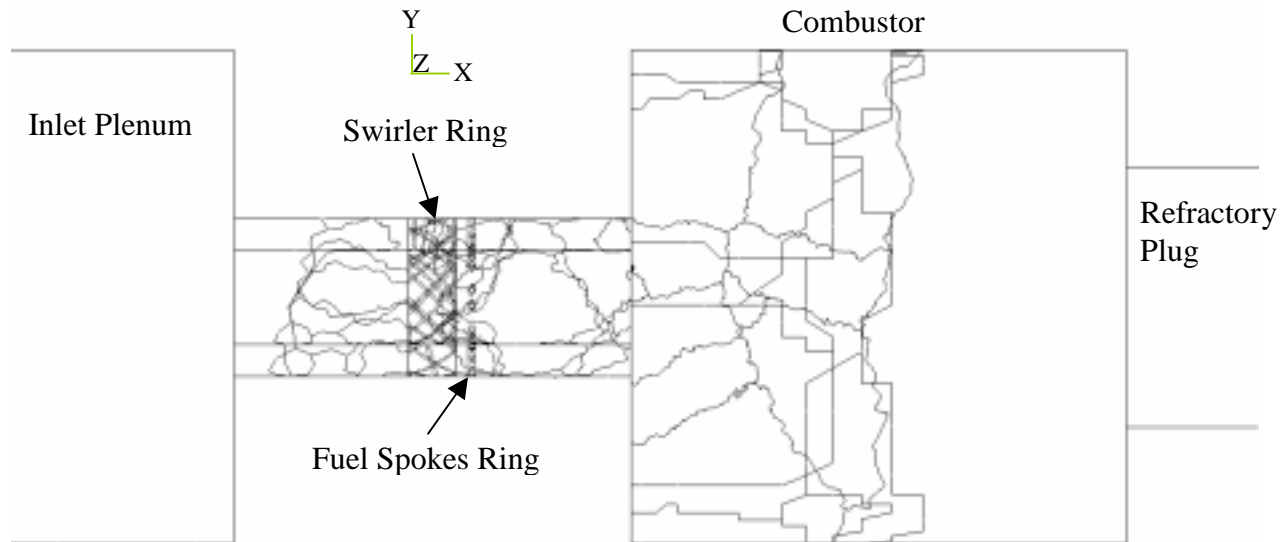 Combustor
Y
Z
X
Inlet Plenum
Swirler Ring
Refractory
Plug
Fuel Spokes Ring